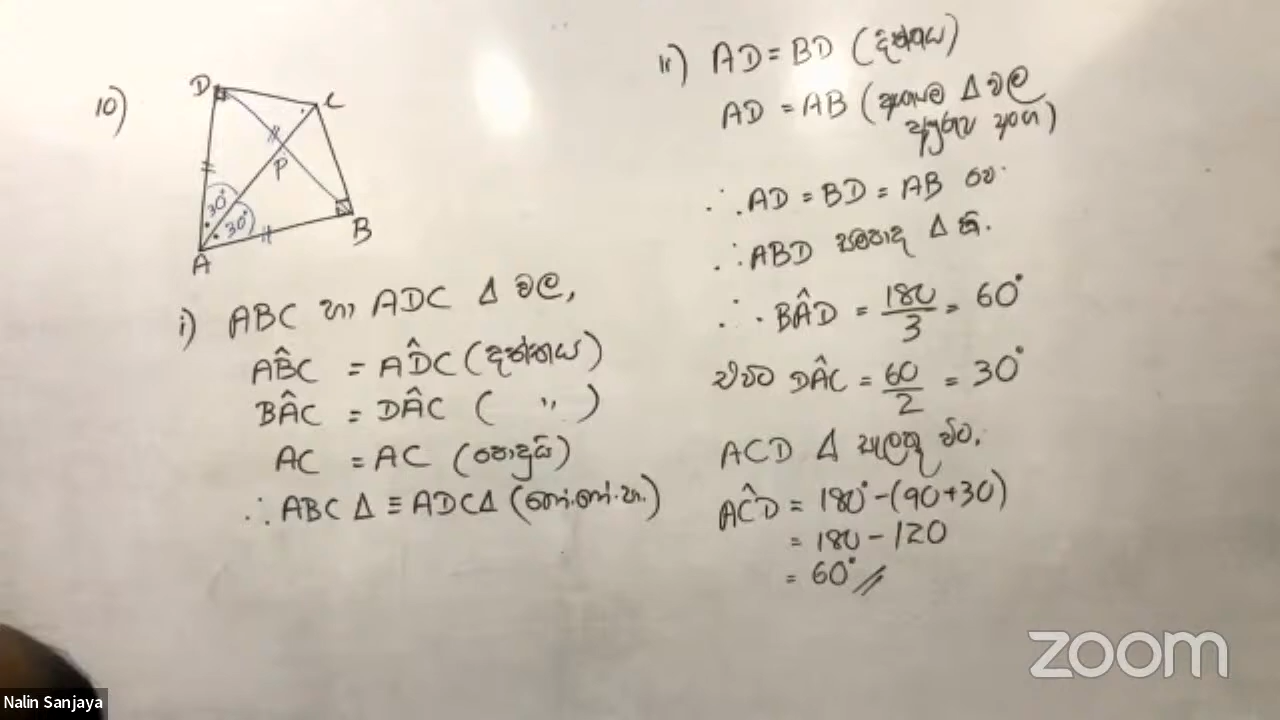 10)
D
C
P
30°
30°
A
B
i) ABC හා ADC Δ වල,
AB̂C = AD̂C (දත්තය)
BÂC = DÂC ( ,, )
AC = AC (පොදුයි)
∴ ABC Δ ≡ ADC Δ (කෝ.කෝ.පා.)
ii) AD = BD (දත්තය)
AD = AB (අංගසම Δ වල
අනුරූප අංග)
∴ AD = BD = AB වේ.
∴ ABD සමපාද Δ කි.
∴ BÂD = 180/3 = 60°
එවිට DÂC = 60/2 = 30°
ACD Δ සැලකූ විට,
AĈD = 180° - (90+30)
= 180 - 120
= 60°
zoom
Nalin Sanjaya